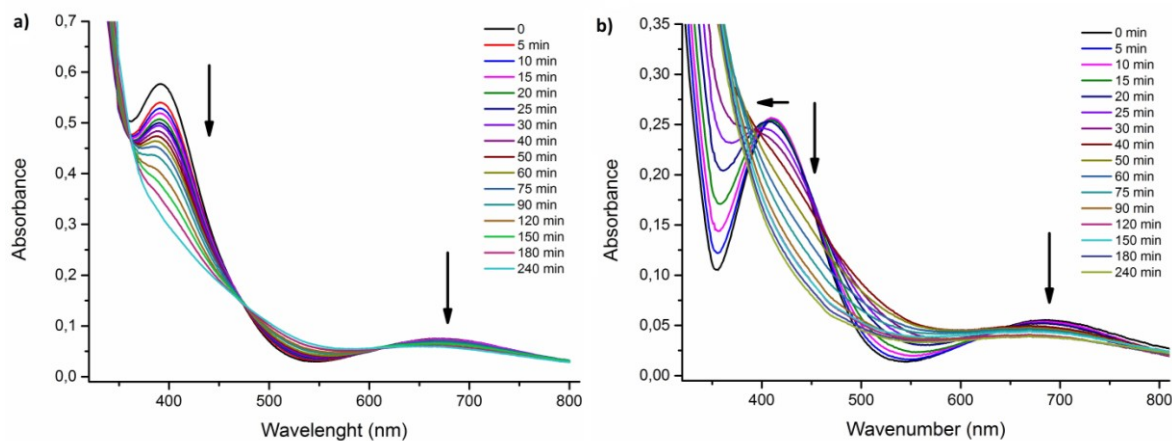 a)
0,7
0,6
0,5
0,4
0,3
0,2
0,1
0,0
Absorbance
400
500
600
700
800
Wavelenght (nm)
0
5 min
10 min
15 min
20 min
25 min
30 min
40 min
50 min
60 min
75 min
90 min
120 min
150 min
180 min
240 min
b)
0,35
0,30
0,25
0,20
0,15
0,10
0,05
0,00
Absorbance
400
500
600
700
800
Wavenumber (nm)
0 min
5 min
10 min
15 min
20 min
25 min
30 min
40 min
50 min
60 min
75 min
90 min
120 min
150 min
180 min
240 min